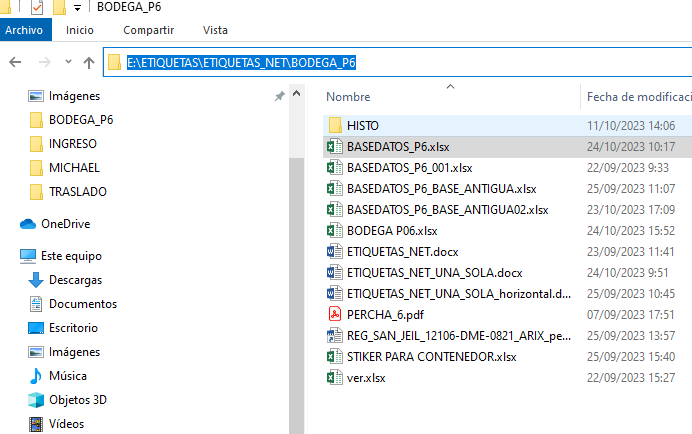 BODEGA_P6
Archivo Inicio Compartir Vista
E:\ETIQUETAS\ETIQUETAS_NET\BODEGA_P6
Imágenes
BODEGA_P6
INGRESO
MICHAEL
TRASLADO
OneDrive
Este equipo
Descargas
Documentos
Escritorio
Imágenes
Música
Objetos 3D
Vídeos
Nombre Fecha de modificaci
HISTO 11/10/2023 14:06
BASEDATOS_P6.xlsx 24/10/2023 10:17
BASEDATOS_P6_001.xlsx 22/09/2023 9:33
BASEDATOS_P6_BASE_ANTIGUA.xlsx 25/09/2023 11:07
BASEDATOS_P6_BASE_ANTIGUA02.xlsx 23/10/2023 17:09
BODEGA P06.xlsx 24/10/2023 15:52
ETIQUETAS_NET.docx 23/09/2023 11:41
ETIQUETAS_NET_UNA_SOLA.docx 24/10/2023 9:51
ETIQUETAS_NET_UNA_SOLA_horizontal.d... 25/09/2023 10:45
PERCHA_6.pdf 07/09/2023 17:51
REG_SAN_JEIL_12106-DME-0821_ARIX_pe... 25/09/2023 13:57
STIKER PARA CONTENEDOR.xlsx 25/09/2023 15:40
ver.xlsx 22/09/2023 15:27